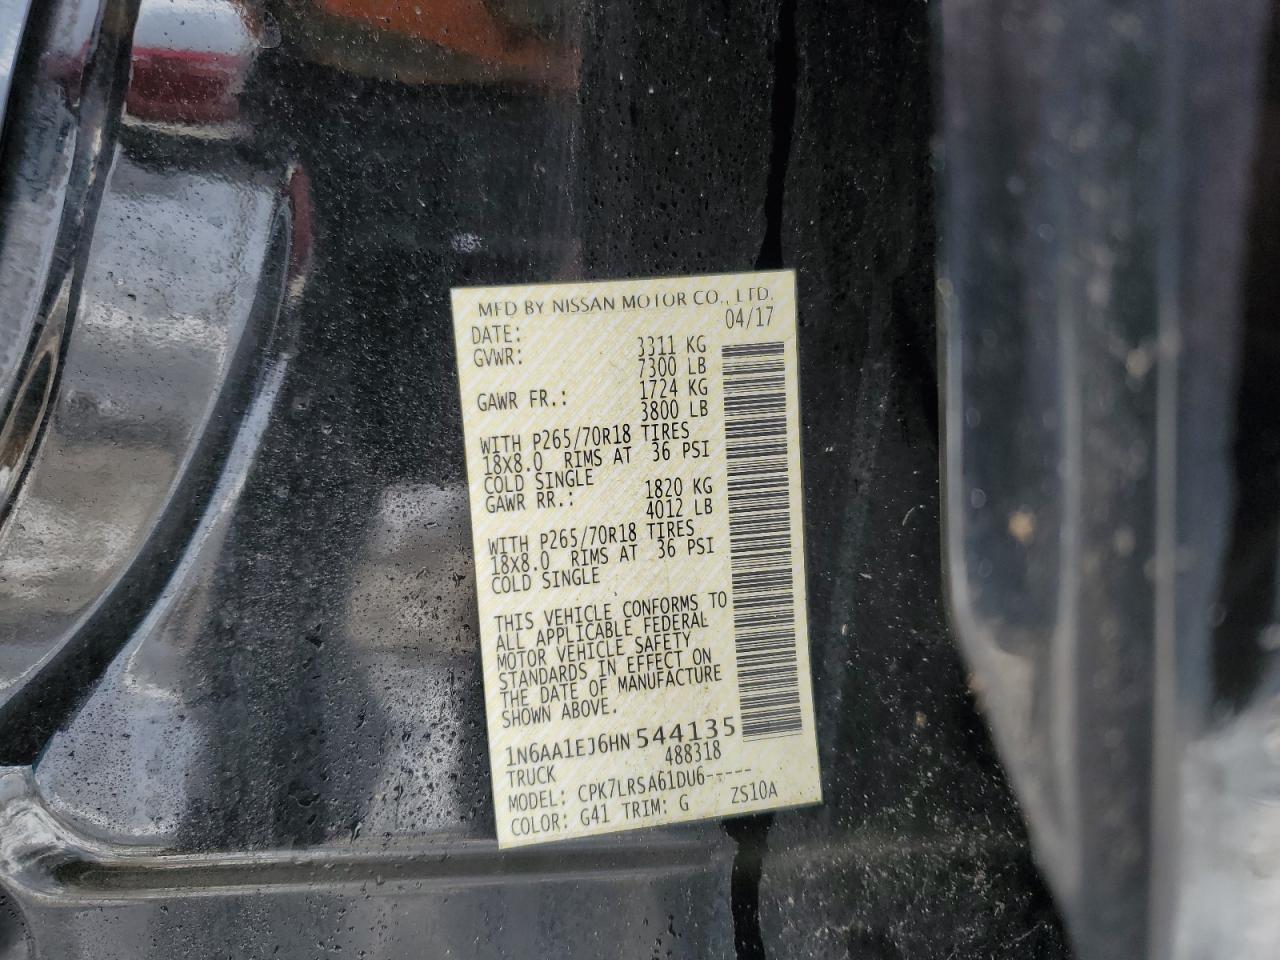 MFD BY NISSAN MOTOR CO., LTD.
DATE: 04/17
GVWR: 3311 KG
7300 LB
GAWR FR.: 1724 KG
3800 LB
WITH P265/70R18 TIRES
18X8.0 RIMS AT 36 PSI
COLD SINGLE
GAWR RR.: 1820 KG
4012 LB
WITH P265/70R18 TIRES
18X8.0 RIMS AT 36 PSI
COLD SINGLE
THIS VEHICLE CONFORMS TO
ALL APPLICABLE FEDERAL
MOTOR VEHICLE SAFETY
STANDARDS IN EFFECT ON
THE DATE OF MANUFACTURE
SHOWN ABOVE.
1N6AA1EJ6HN544135
TRUCK 488318
MODEL: CPK7LRSA61DU6-----
COLOR: G41 TRIM: G ZS10A